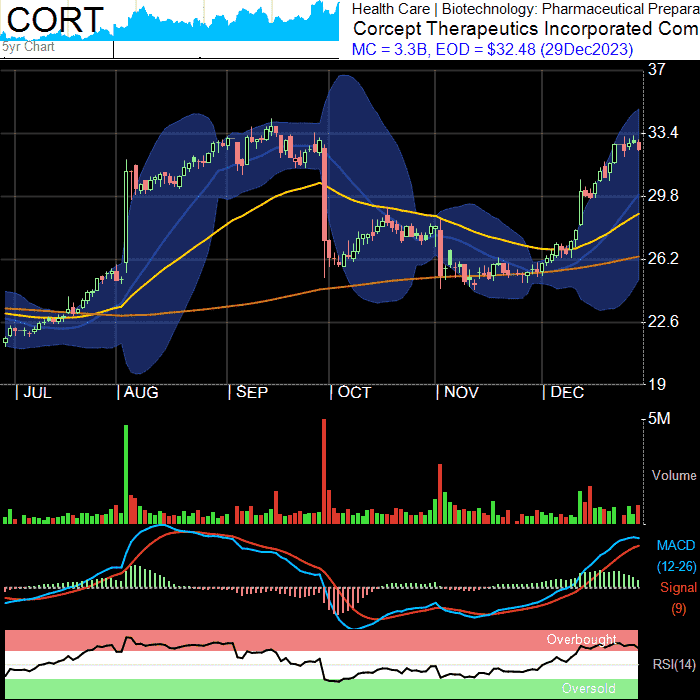 CORT
5yr Chart
Health Care | Biotechnology: Pharmaceutical Prepara
Corcept Therapeutics Incorporated Com
MC = 3.3B, EOD = $32.48 (29Dec2023)
37
33.4
29.8
26.2
22.6
19
| JUL | AUG | SEP | OCT | NOV | DEC
5M
Volume
MACD
(12-26)
Signal
(9)
Overbought
RSI(14)
Oversold